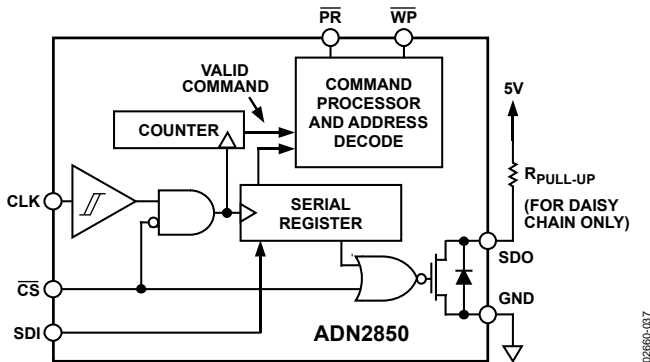 PR
WP
VALID
COMMAND
COMMAND
PROCESSOR
AND ADDRESS
DECODE
5V
COUNTER
RPULL-UP
(FOR DAISY
CHAIN ONLY)
CLK
SERIAL
REGISTER
SDO
CS
GND
SDI
ADN2850
02660-037